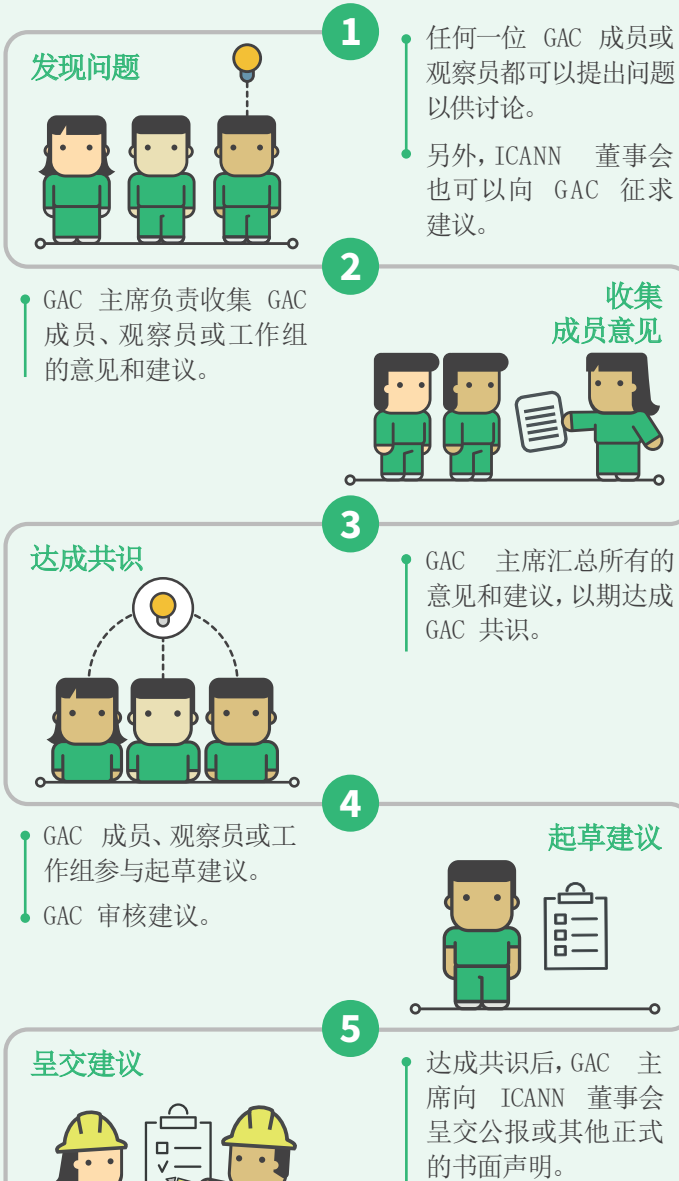 1
发现问题
任何一位 GAC 成员或
观察员都可以提出问题
以供讨论。
另外，ICANN 董事会
也可以向 GAC 征求
建议。
2
收集
成员意见
GAC 主席负责收集 GAC
成员、观察员或工作组
的意见和建议。
3
达成共识
GAC 主席汇总所有的
意见和建议，以期达成
GAC 共识。
4
起草建议
GAC 成员、观察员或工
作组参与起草建议。
GAC 审核建议。
5
呈交建议
达成共识后，GAC 主
席向 ICANN 董事会
呈交公报或其他正式
的书面声明。